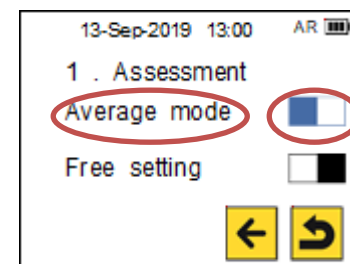 13-Sep-2019 13:00 AR
1 . Assessment
Average mode
Free setting